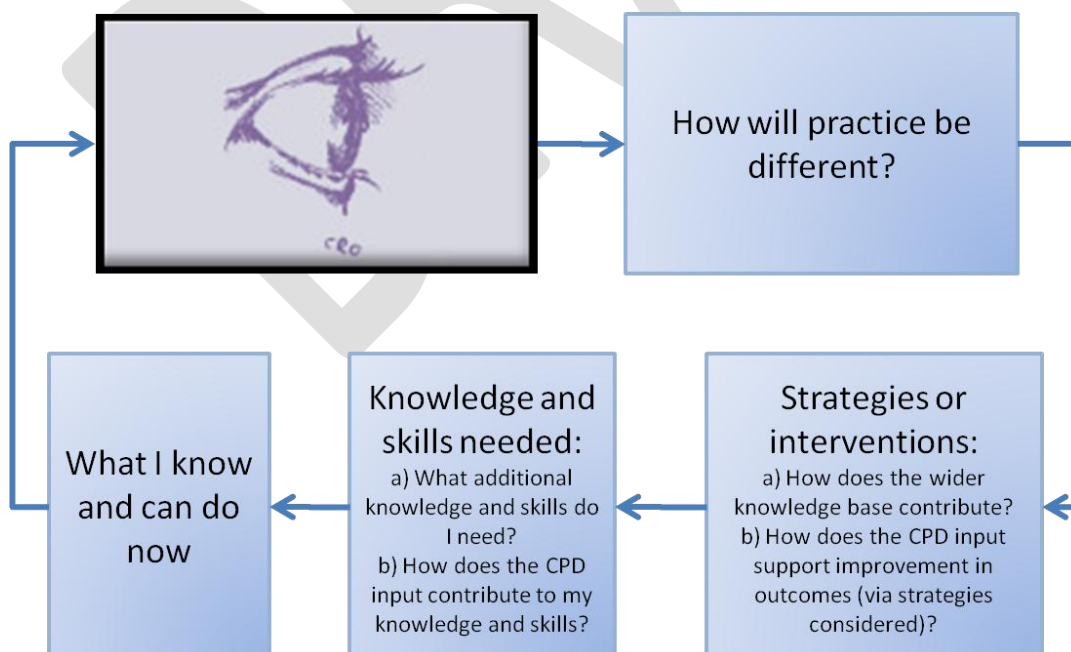 CRO
How will practice be
different?
What I know
and can do
now
Knowledge and
skills needed:
a) What additional
knowledge and skills do
I need?
b) How does the CPD
input contribute to my
knowledge and skills?
Strategies or
interventions:
a) How does the wider
knowledge base contribute?
b) How does the CPD input
support improvement in
outcomes (via strategies
considered)?